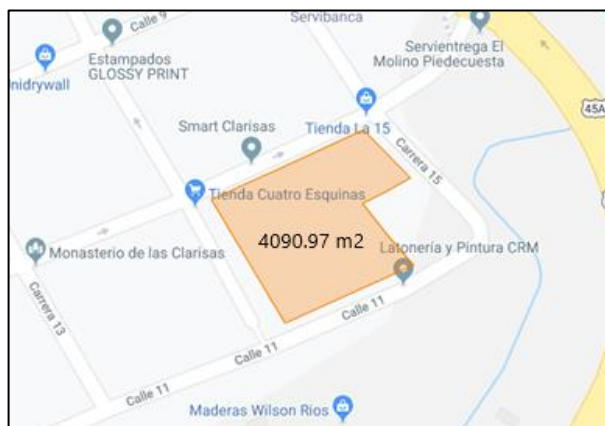 Calle 9
Servibanca
Estampados
GLOSSY PRINT
Servientrega El
Molino Piedecuesta
nidrywall
45A
Smart Clarisas
Tienda La 15
Carrera 15
Tienda Cuatro Esquinas
4090.97 m2
Monasterio de las Clarisas
Latonería y Pintura CRM
Carrera 13
Calle 11
Calle 11
Calle 11
Maderas Wilson Rios